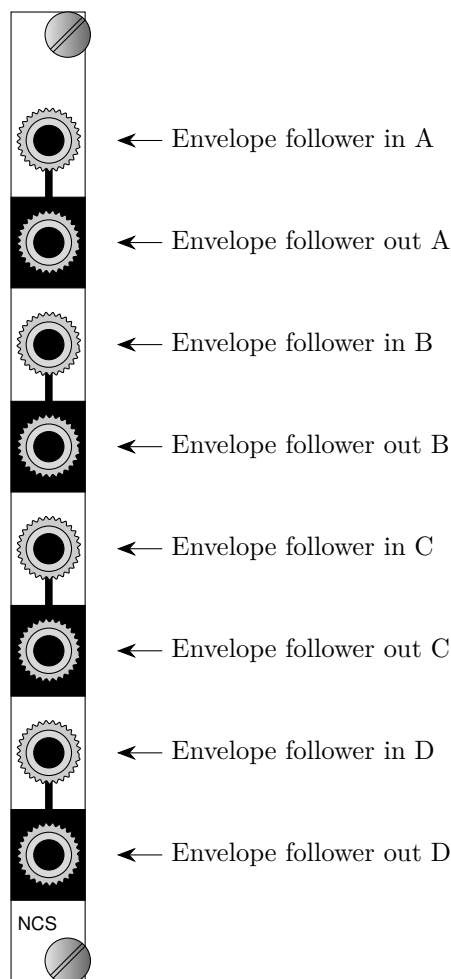 Envelope follower in A
Envelope follower out A
Envelope follower in B
Envelope follower out B
Envelope follower in C
Envelope follower out C
Envelope follower in D
Envelope follower out D
NCS